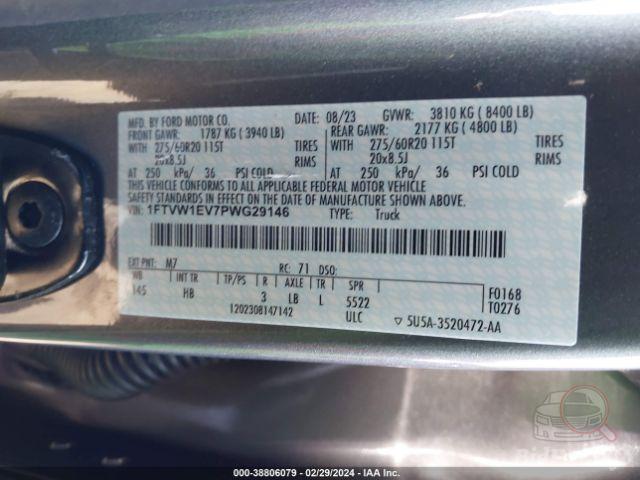 MFD. BY FORD MOTOR CO. DATE: 08/23 GVWR: 3810 KG ( 8400 LB)
FRONT GAWR: 1787 KG ( 3940 LB) REAR GAWR: 2177 KG ( 4800 LB)
WITH 275/60R20 115T TIRES WITH 275/60R20 115T TIRES
20x8.5J RIMS 20x8.5J RIMS
AT 250 kPa/ 36 PSI COLD AT 250 kPa/ 36 PSI COLD
THIS VEHICLE CONFORMS TO ALL APPLICABLE FEDERAL MOTOR VEHICLE
SAFETY STANDARDS IN EFFECT ON THE DATE OF MANUFACTURE SHOWN ABOVE.
VIN: 1FTVW1EV7PWG29146 TYPE: Truck
EXT PNT: M7 RC: 71 DSO:
WB INT TR TP/PS R AXLE TR SPR
145 HB 3 LB L 5522
1202308147142 ULC
F0168
T0276
▽ 5U5A-3520472-AA
000-38806079 - 02/29/2024 - IAA Inc.